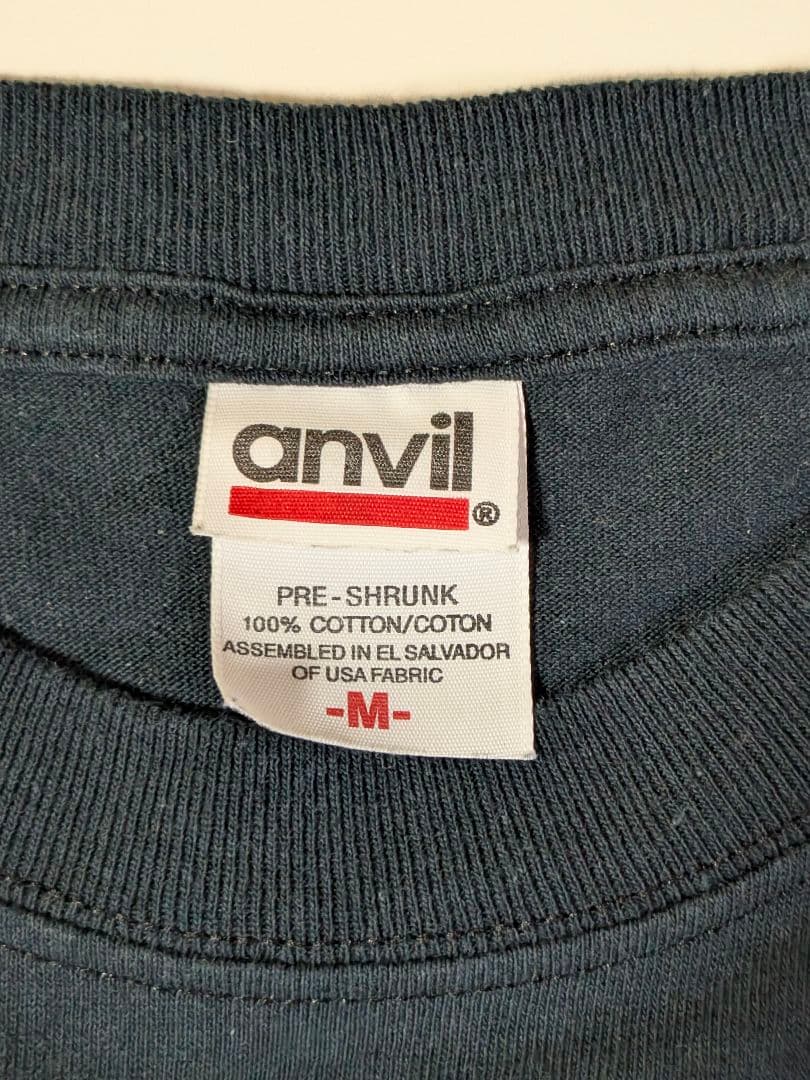 anvil®
PRE-SHRUNK
100% COTTON/COTON
ASSEMBLED IN EL SALVADOR
OF USA FABRIC
-M-